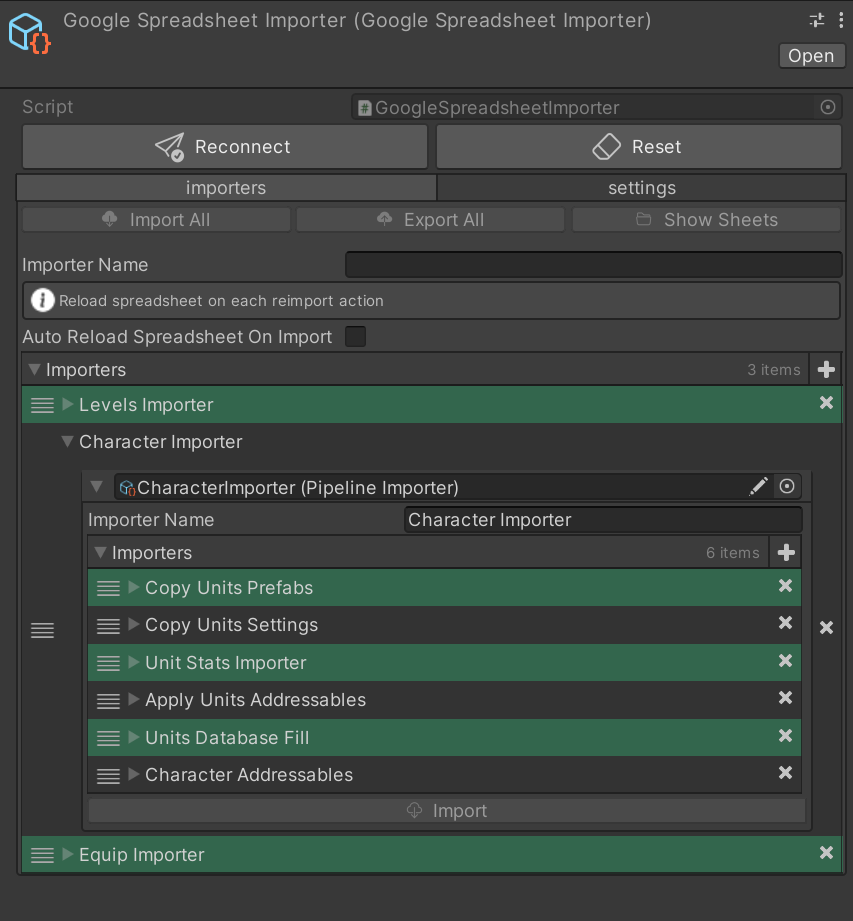 Google Spreadsheet Importer (Google Spreadsheet Importer)
Open
Script
GoogleSpreadsheetImporter
Reconnect
Reset
importers
settings
Import All
Export All
Show Sheets
Importer Name
Reload spreadsheet on each reimport action
Auto Reload Spreadsheet On Import
Importers
3 items
Levels Importer
Character Importer
CharacterImporter (Pipeline Importer)
Importer Name
Character Importer
Importers
6 items
Copy Units Prefabs
Copy Units Settings
Unit Stats Importer
Apply Units Addressables
Units Database Fill
Character Addressables
Import
Equip Importer